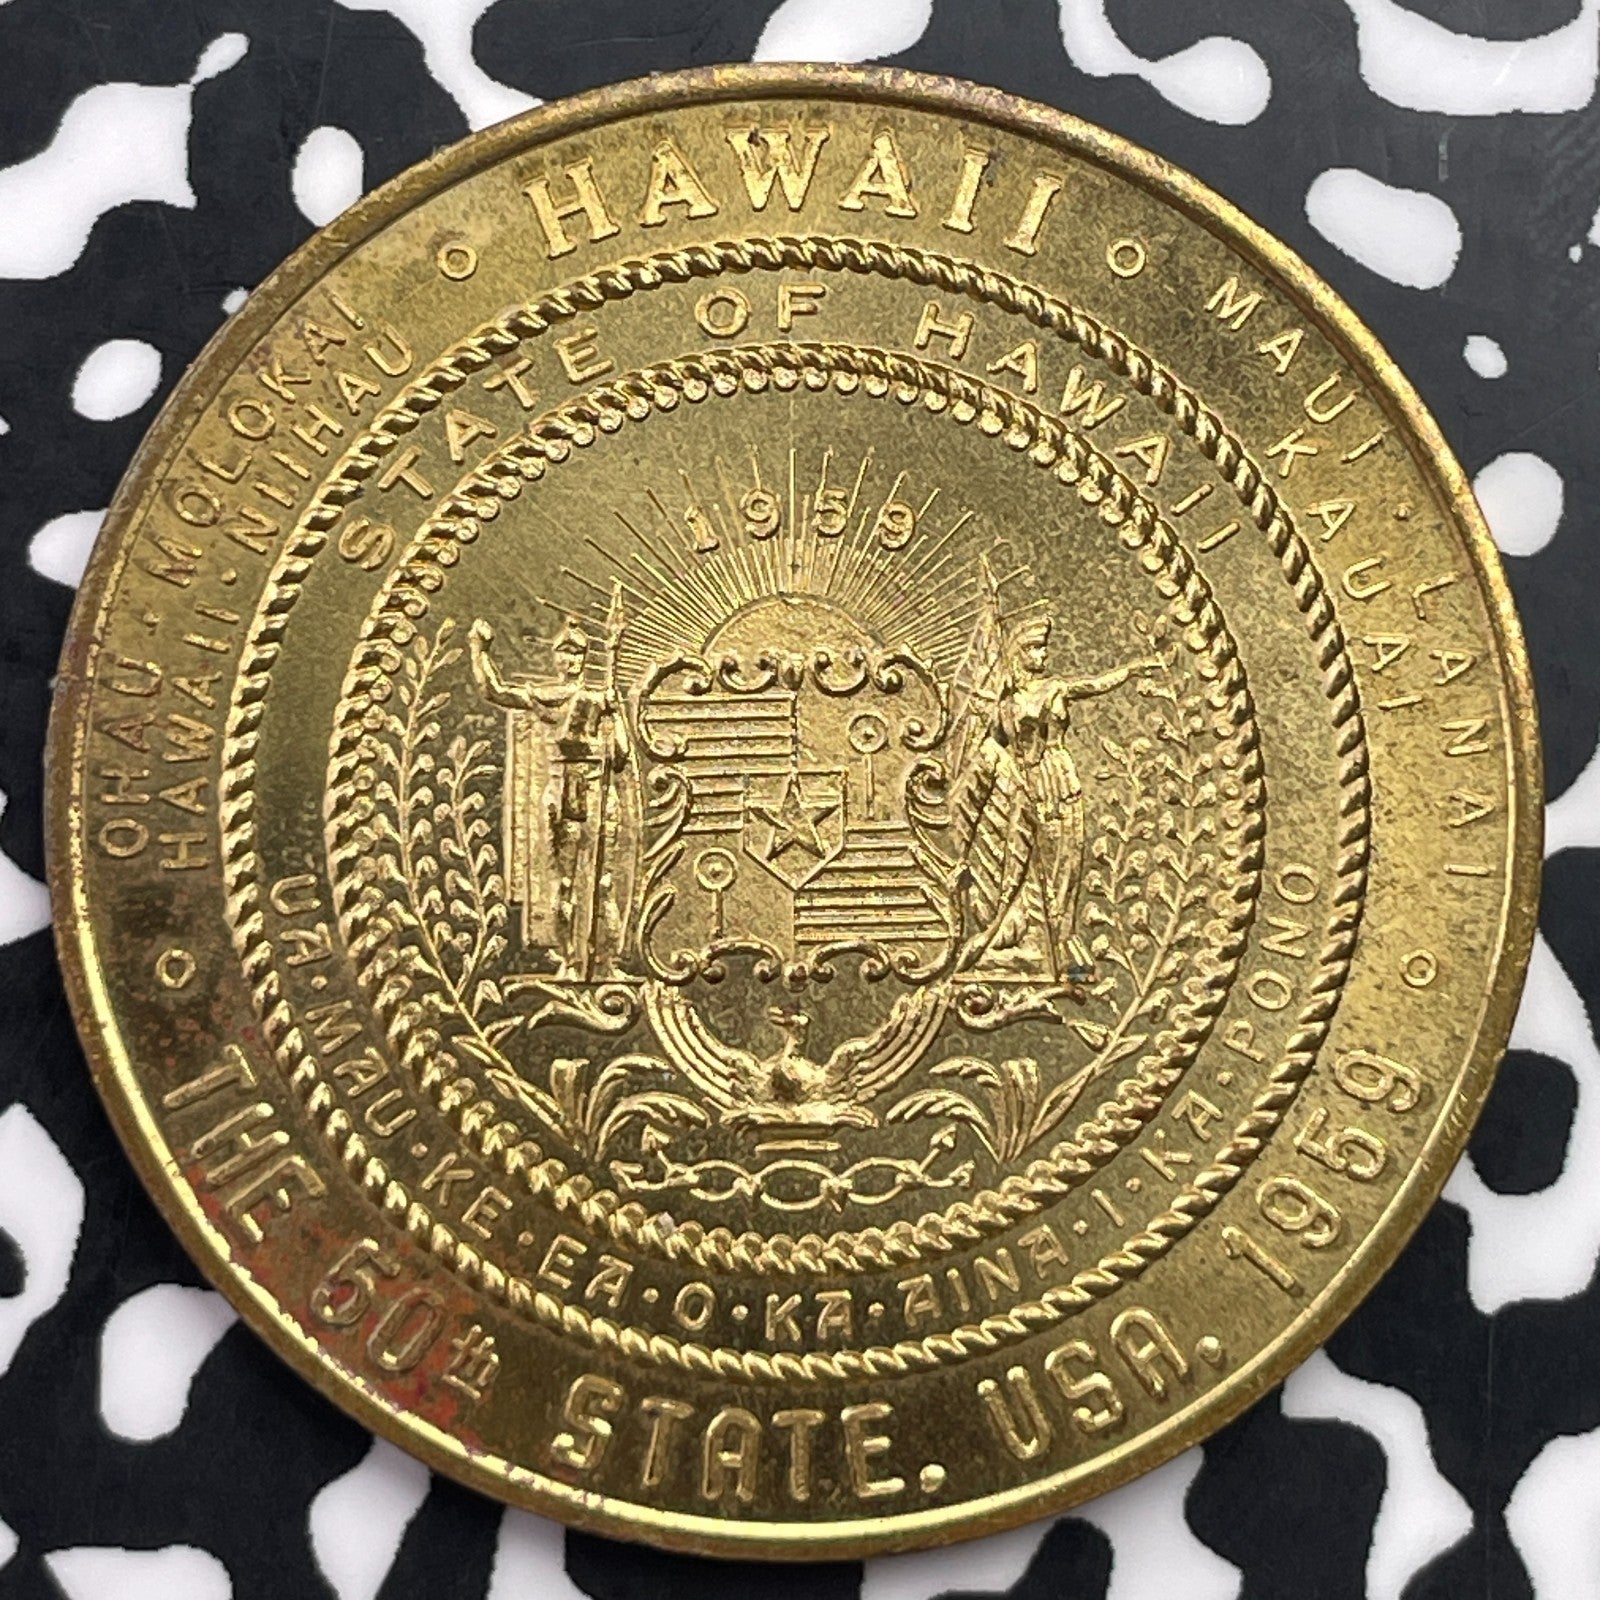 HAWAII
MAUI · LANAI
KAUAI
OHAU · MOLOKAI
HAWAII · NIIHAU
THE 50th STATE. USA. 1959
STATE OF HAWAII
UA·MAU·KE·EA·O·KA·AINA·I·KA·PONO
1959